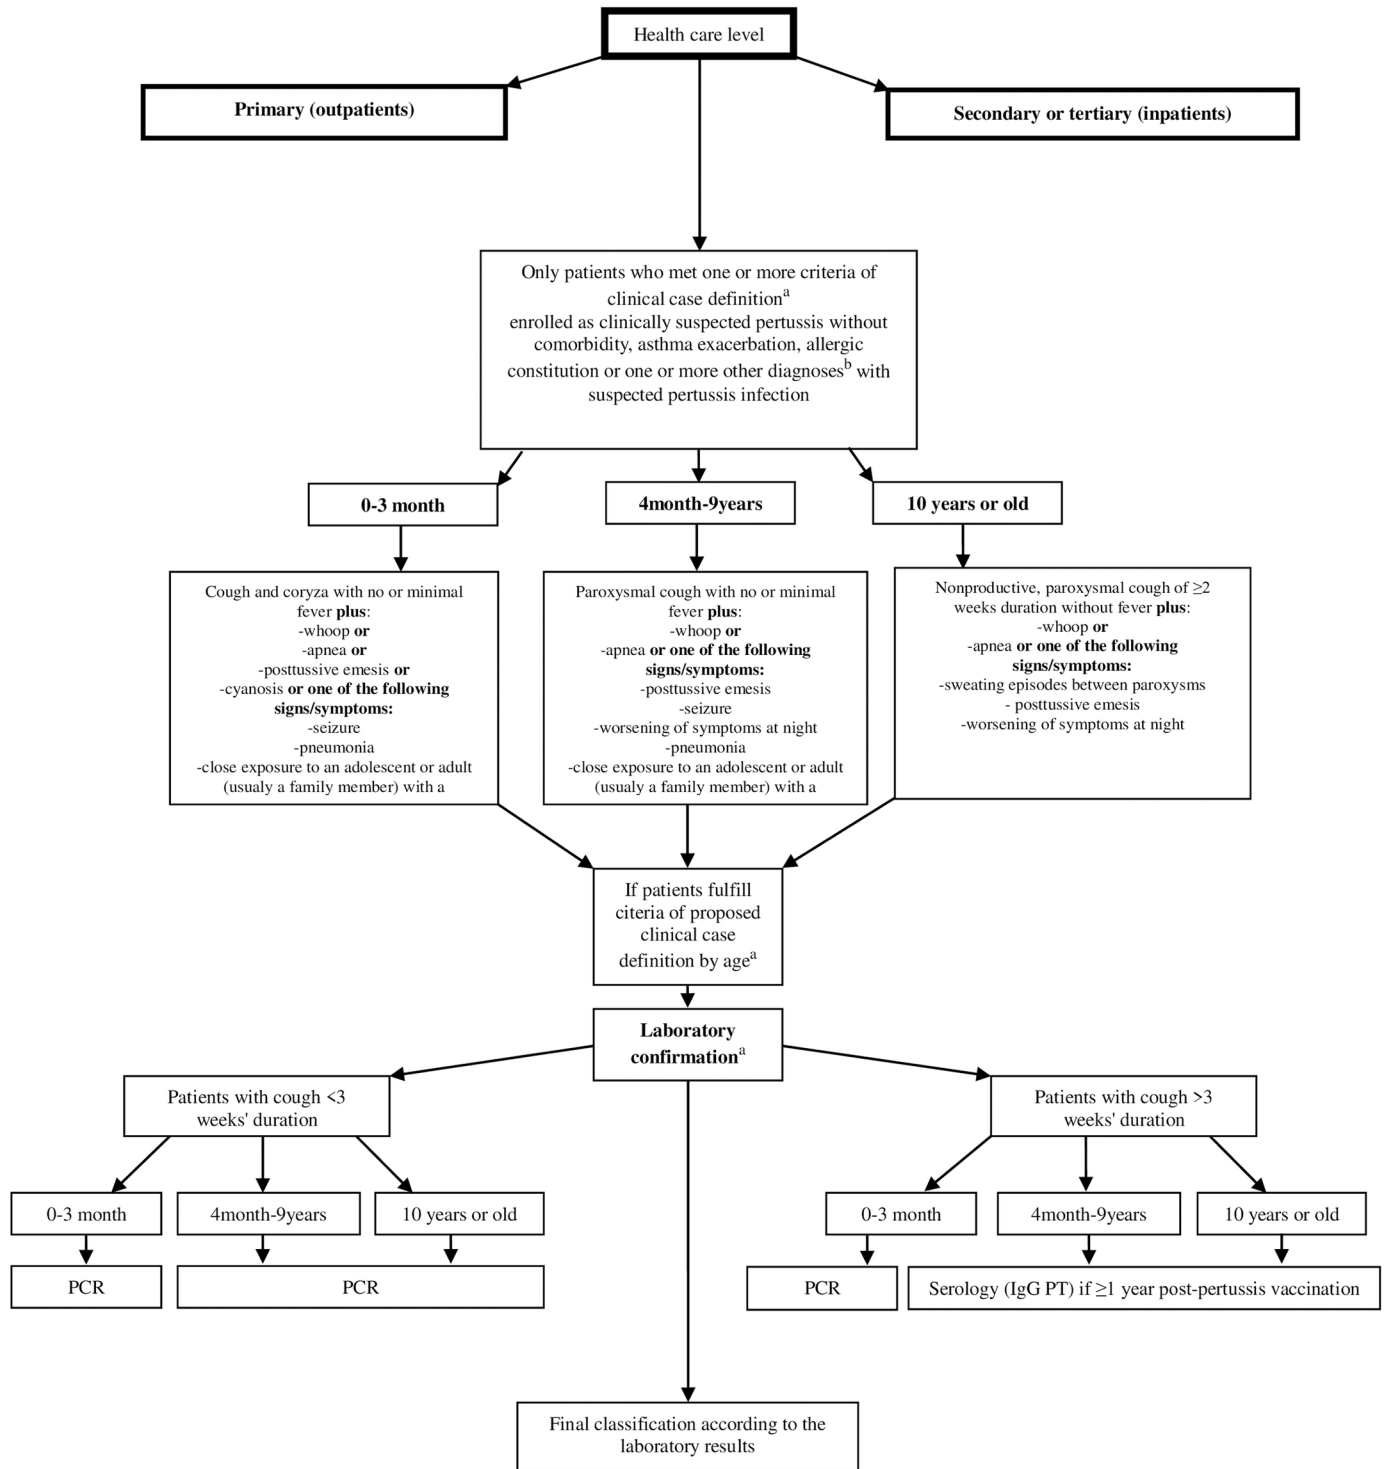 Health care level
Primary (outpatients)
Secondary or tertiary (inpatients)
Only patients who met one or more criteria of
clinical case definitionª
enrolled as clinically suspected pertussis without
comorbidity, asthma exacerbation, allergic
constitution or one or more other diagnosesᵇ with
suspected pertussis infection
0-3 month
4month-9years
10 years or old
Cough and coryza with no or minimal
fever plus:
-whoop or
-apnea or
-posttussive emesis or
-cyanosis or one of the following
signs/symptoms:
-seizure
-pneumonia
-close exposure to an adolescent or adult
(usualy a family member) with a
Paroxysmal cough with no or minimal
fever plus:
-whoop or
-apnea or one of the following
signs/symptoms:
-posttussive emesis
-seizure
-worsening of symptoms at night
-pneumonia
-close exposure to an adolescent or adult
(usualy a family member) with a
Nonproductive, paroxysmal cough of ≥2
weeks duration without fever plus:
-whoop or
-apnea or one of the following
signs/symptoms:
-sweating episodes between paroxysms
- posttussive emesis
-worsening of symptoms at night
If patients fulfill
citeria of proposed
clinical case
definition by ageª
Laboratory
confirmationª
Patients with cough <3
weeks' duration
Patients with cough >3
weeks' duration
0-3 month
4month-9years
10 years or old
0-3 month
4month-9years
10 years or old
PCR
PCR
PCR
Serology (IgG PT) if ≥1 year post-pertussis vaccination
Final classification according to the
laboratory results